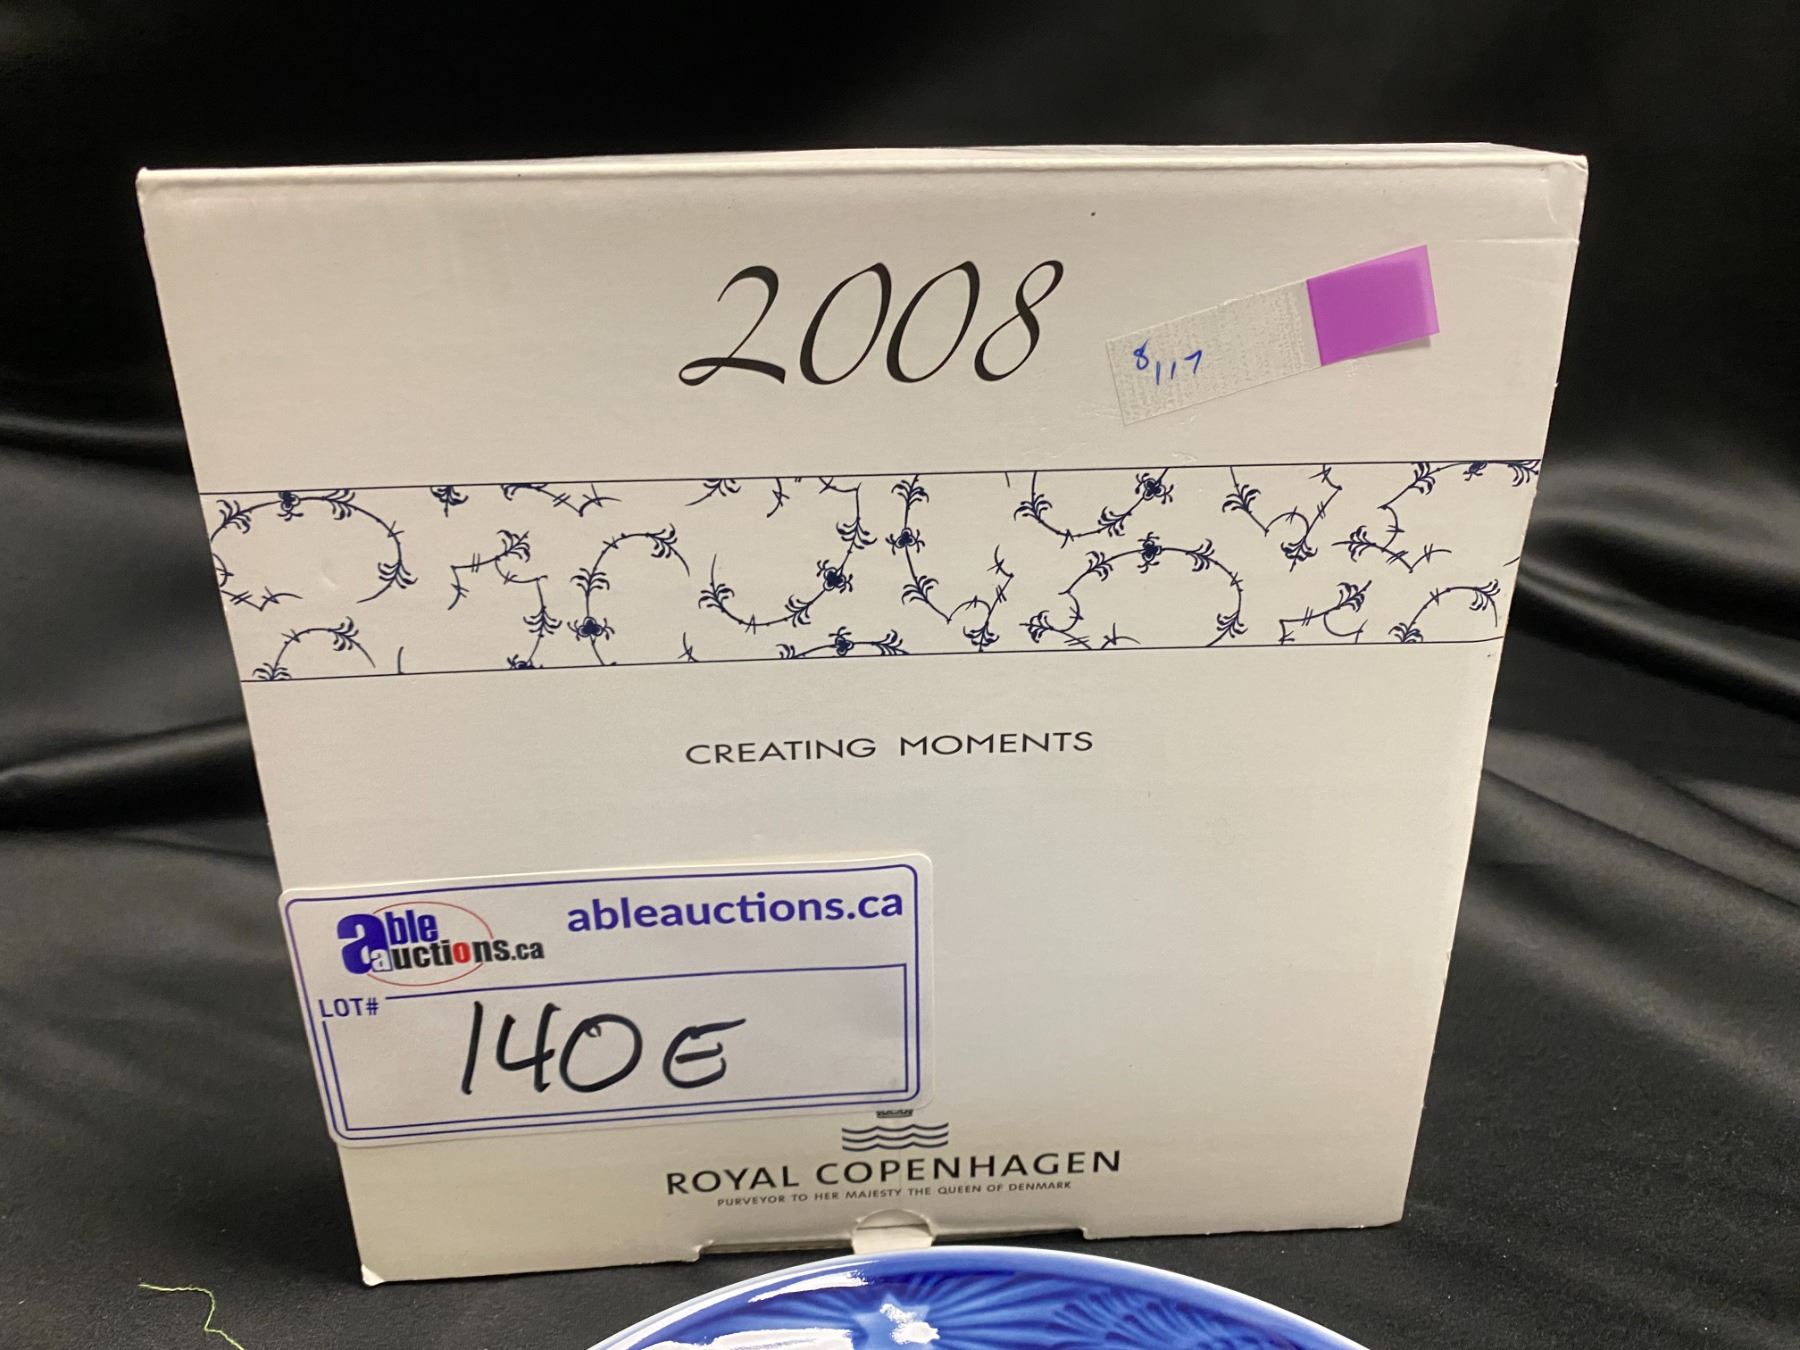 2008
8/117
CREATING MOMENTS
able auctions.ca
ableauctions.ca
LOT#
140E
ROYAL COPENHAGEN
PURVEYOR TO HER MAJESTY THE QUEEN OF DENMARK